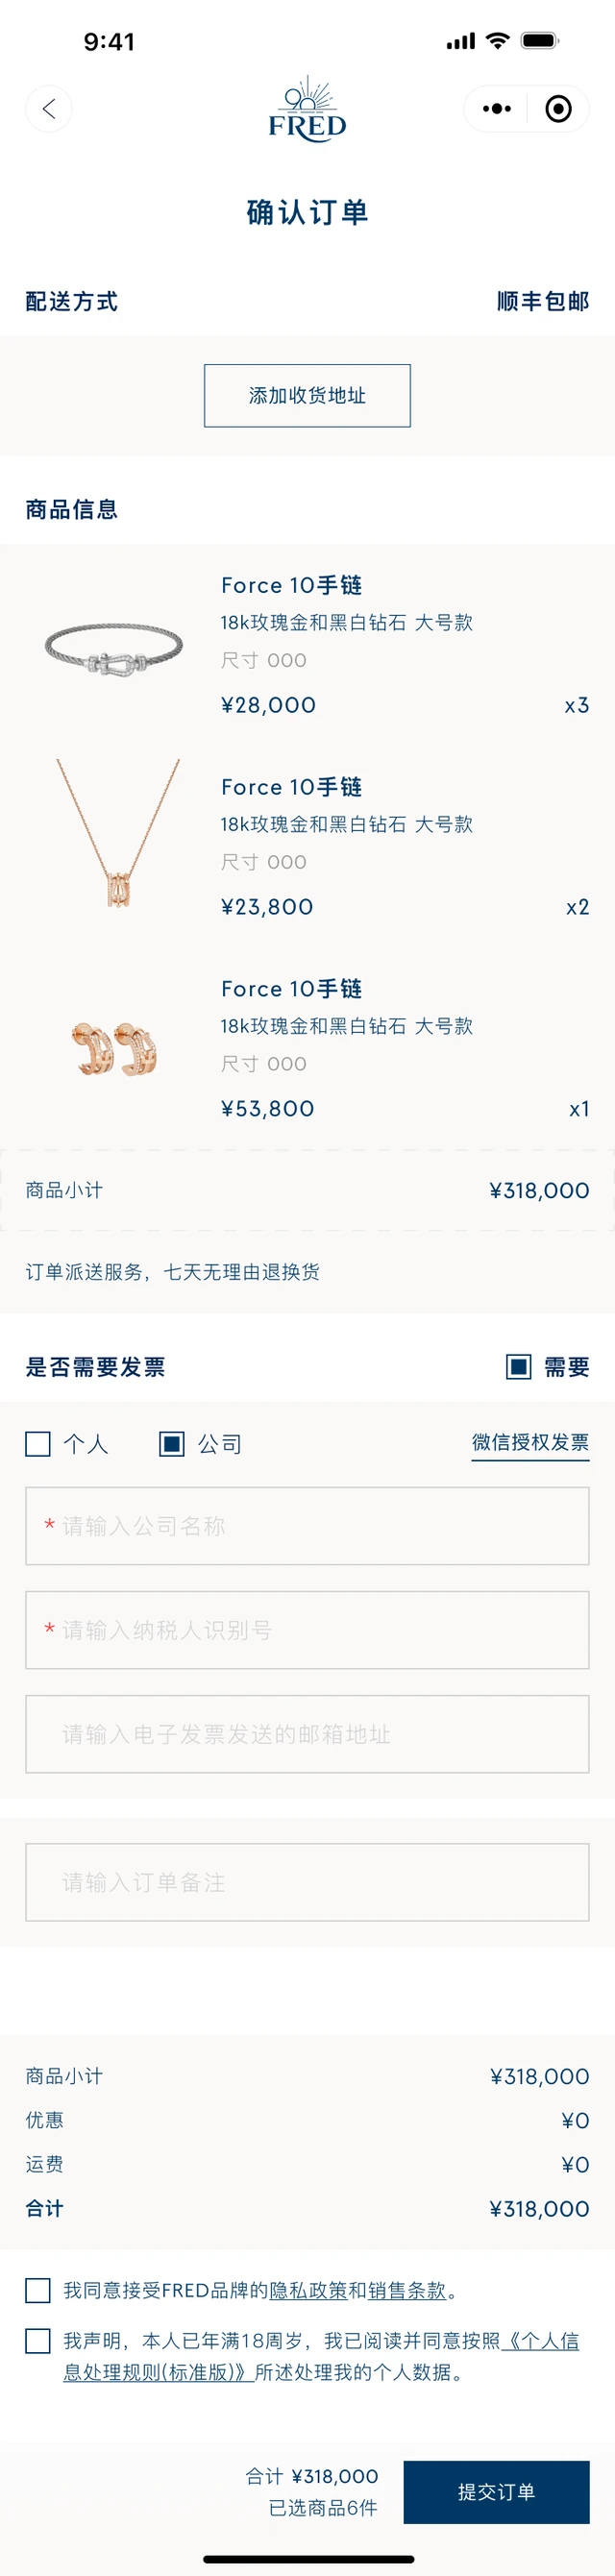 9:41
90
FRED
确认订单
配送方式 顺丰包邮
添加收货地址
商品信息
Force 10手链
18k玫瑰金和黑白钻石 大号款
尺寸 000
¥28,000 x3
Force 10手链
18k玫瑰金和黑白钻石 大号款
尺寸 000
¥23,800 x2
Force 10手链
18k玫瑰金和黑白钻石 大号款
尺寸 000
¥53,800 x1
商品小计 ¥318,000
订单派送服务，七天无理由退换货
是否需要发票 需要
个人 公司 微信授权发票
* 请输入公司名称
* 请输入纳税人识别号
请输入电子发票发送的邮箱地址
请输入订单备注
商品小计 ¥318,000
优惠 ¥0
运费 ¥0
合计 ¥318,000
我同意接受FRED品牌的隐私政策和销售条款。
我声明，本人已年满18周岁，我已阅读并同意按照《个人信
息处理规则(标准版)》所述处理我的个人数据。
合计 ¥318,000
已选商品6件
提交订单